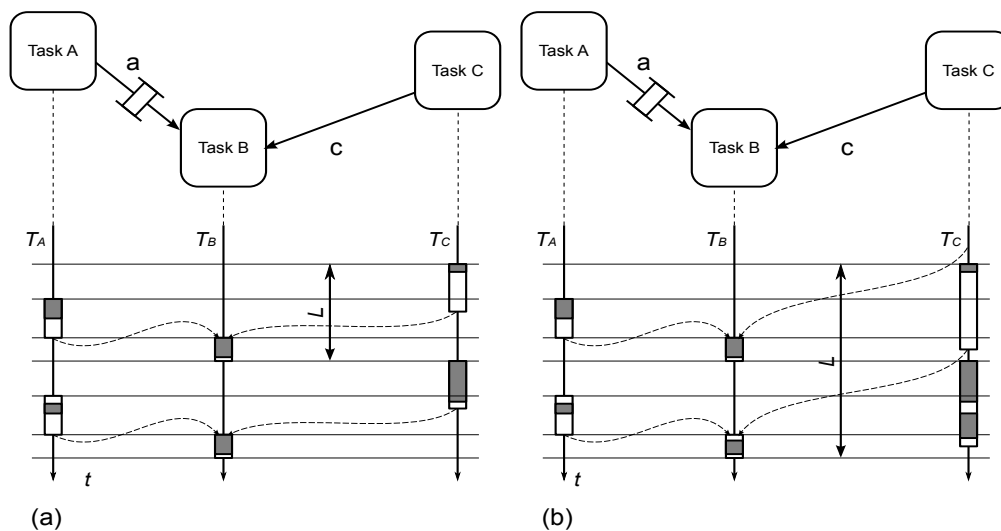 Task A
a
Task C
Task B
c
T_A
T_B
T_C
L
t
(a)
Task A
a
Task C
Task B
c
T_A
T_B
T_C
L
t
(b)